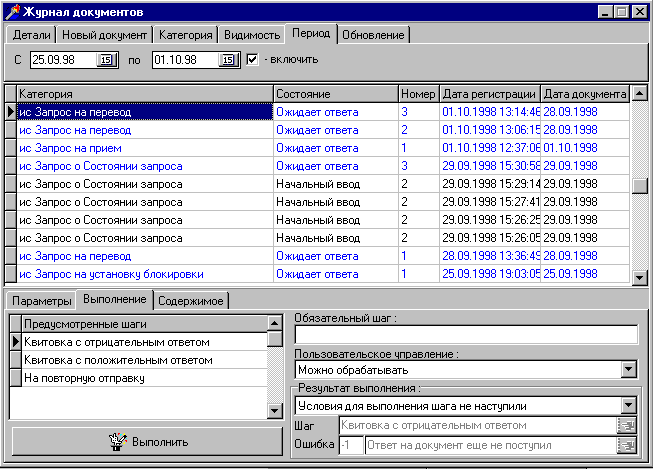 Журнал документов
Детали Новый документ Категория Видимость Период Обновление
С 25.09.98 15 по 01.10.98 15 - включить
Категория Состояние Номер Дата регистрации Дата документа
ис Запрос на перевод Ожидает ответа 3 01.10.1998 13:14:46 28.09.1998
ис Запрос на перевод Ожидает ответа 2 01.10.1998 13:06:15 28.09.1998
ис Запрос на прием Ожидает ответа 1 01.10.1998 12:37:06 01.10.1998
ис Запрос о Состоянии запроса Ожидает ответа 3 29.09.1998 15:30:58 29.09.1998
ис Запрос о Состоянии запроса Начальный ввод 2 29.09.1998 15:29:14 29.09.1998
ис Запрос о Состоянии запроса Начальный ввод 2 29.09.1998 15:27:41 29.09.1998
ис Запрос о Состоянии запроса Начальный ввод 2 29.09.1998 15:26:25 29.09.1998
ис Запрос о Состоянии запроса Начальный ввод 2 29.09.1998 15:26:05 29.09.1998
ис Запрос на перевод Ожидает ответа 1 28.09.1998 13:36:49 28.09.1998
ис Запрос на установку блокировки Ожидает ответа 1 25.09.1998 19:03:05 25.09.1998
Параметры Выполнение Содержимое
Предусмотренные шаги
Квитовка с отрицательным ответом
Квитовка с положительным ответом
На повторную отправку
Выполнить
Обязательный шаг :
Пользовательское управление :
Можно обрабатывать
Результат выполнения :
Условия для выполнения шага не наступили
Шаг Квитовка с отрицательным ответом
Ошибка -1 Ответ на документ еще не поступил